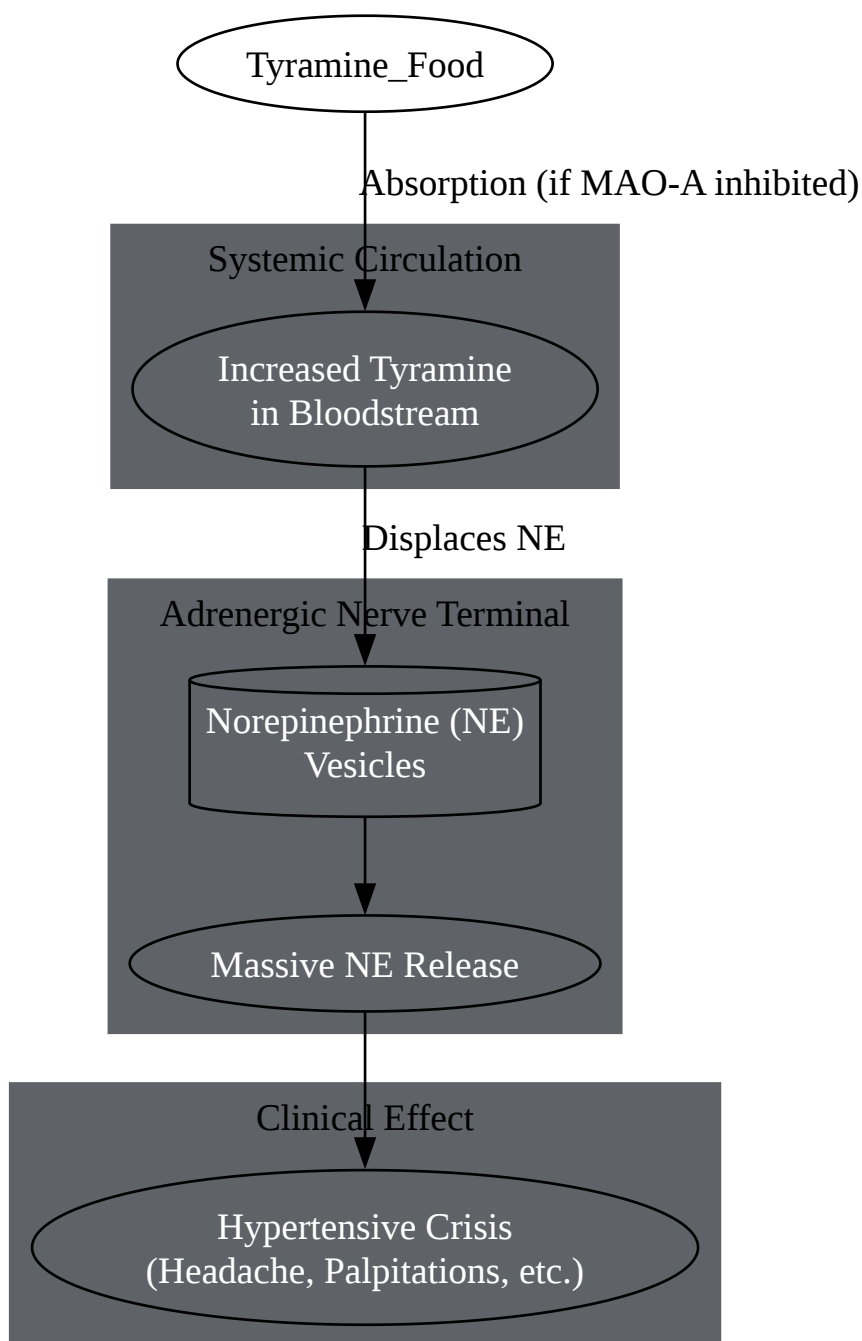 Tyramine_Food
Absorption (if MAO-A inhibited)
Systemic Circulation
Increased Tyramine
in Bloodstream
Displaces NE
Adrenergic Nerve Terminal
Norepinephrine (NE)
Vesicles
Massive NE Release
Clinical Effect
Hypertensive Crisis
(Headache, Palpitations, etc.)